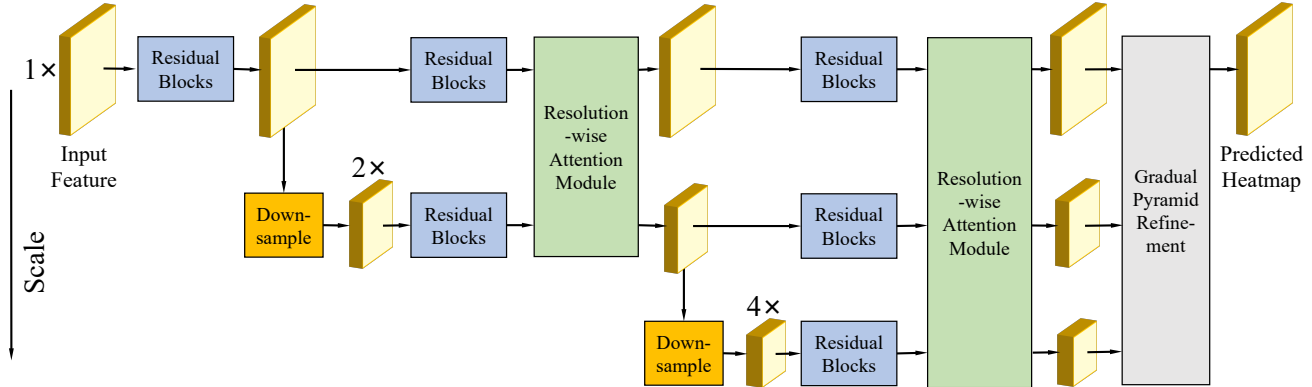 1×
Input
Feature
Residual
Blocks
Residual
Blocks
Resolution
-wise
Attention
Module
Residual
Blocks
Resolution
-wise
Attention
Module
Gradual
Pyramid
Refine-
ment
Predicted
Heatmap
Scale
Down-
sample
2×
Residual
Blocks
Residual
Blocks
Down-
sample
4×
Residual
Blocks